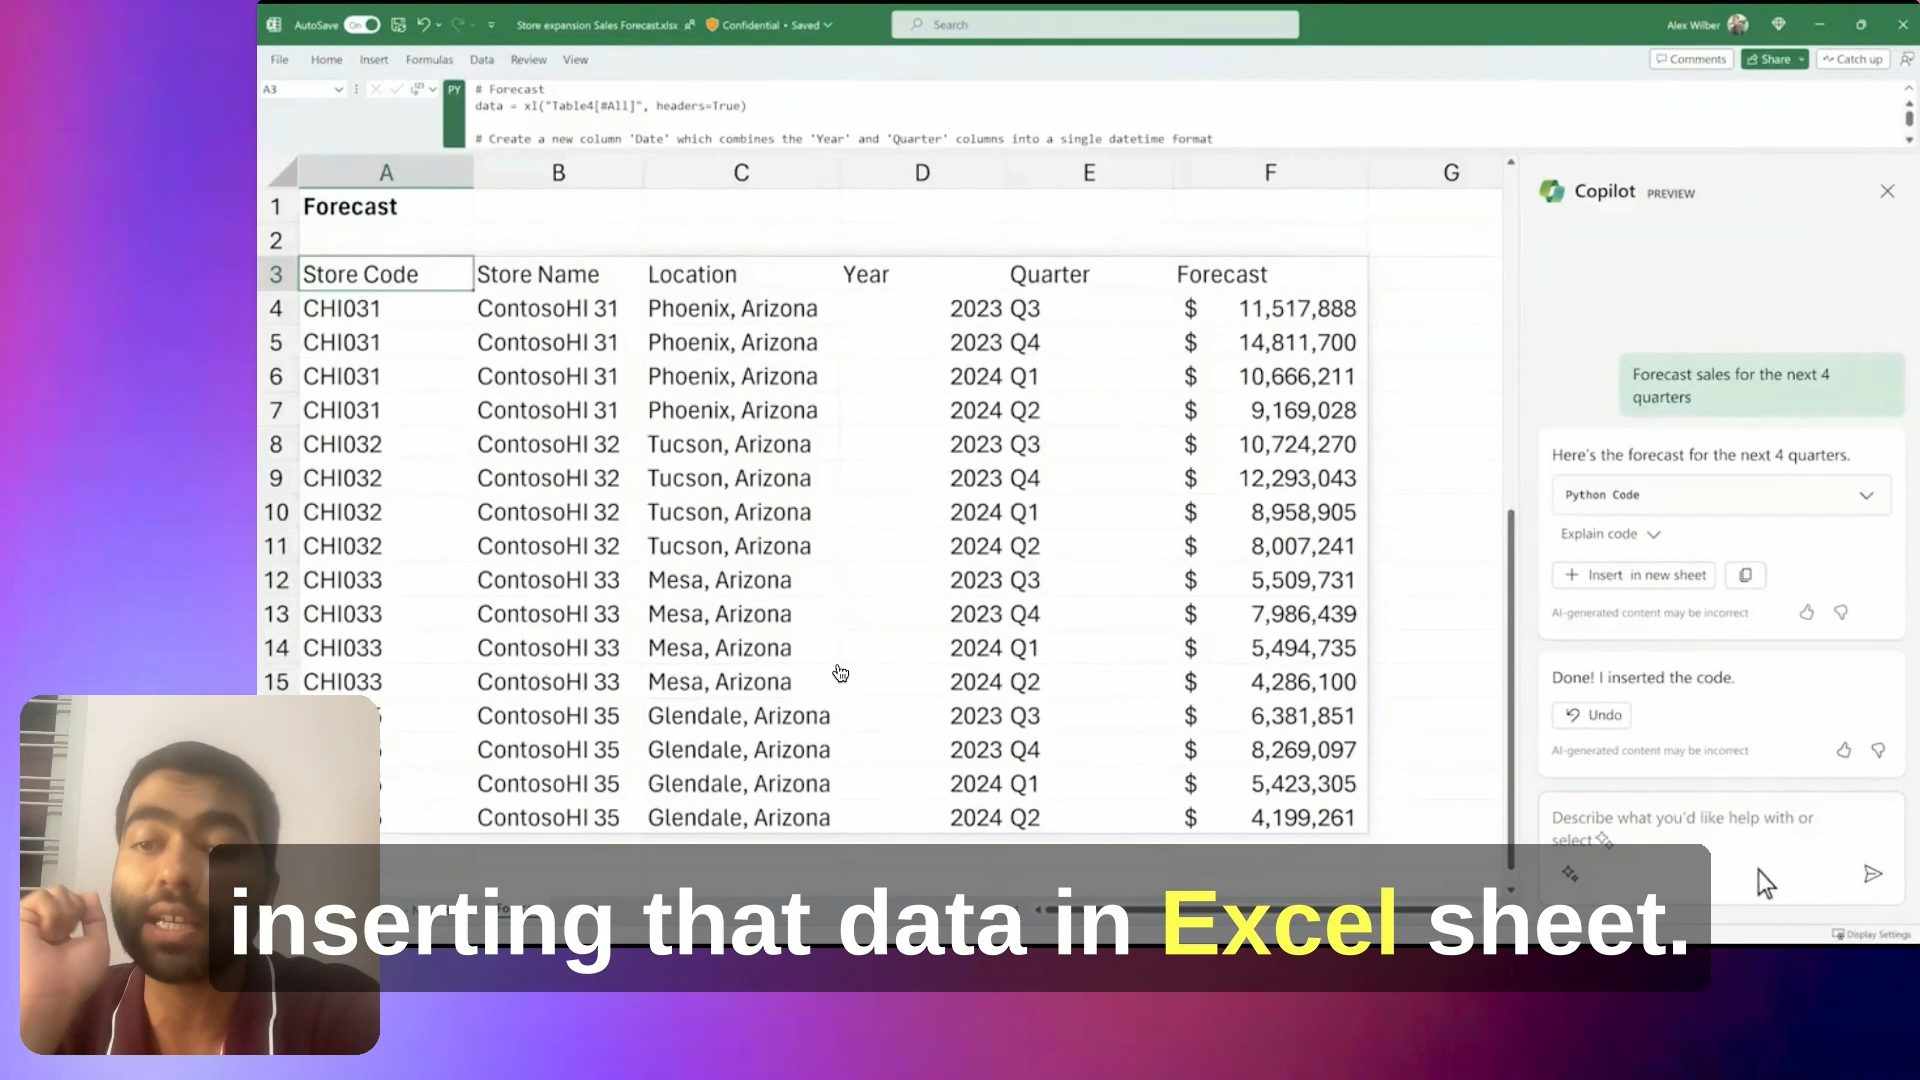 AutoSave On Store expansion Sales Forecast.xlsx Confidential • Saved Search Alex Wilber
File Home Insert Formulas Data Review View Comments Share Catch up
A3 PY # Forecast
data = xl("Table4[#All]", headers=True)
# Create a new column 'Date' which combines the 'Year' and 'Quarter' columns into a single datetime format
A B C D E F G
1 Forecast
2
3 Store Code Store Name Location Year Quarter Forecast
4 CHI031 ContosoHI 31 Phoenix, Arizona 2023 Q3 $ 11,517,888
5 CHI031 ContosoHI 31 Phoenix, Arizona 2023 Q4 $ 14,811,700
6 CHI031 ContosoHI 31 Phoenix, Arizona 2024 Q1 $ 10,666,211
7 CHI031 ContosoHI 31 Phoenix, Arizona 2024 Q2 $ 9,169,028
8 CHI032 ContosoHI 32 Tucson, Arizona 2023 Q3 $ 10,724,270
9 CHI032 ContosoHI 32 Tucson, Arizona 2023 Q4 $ 12,293,043
10 CHI032 ContosoHI 32 Tucson, Arizona 2024 Q1 $ 8,958,905
11 CHI032 ContosoHI 32 Tucson, Arizona 2024 Q2 $ 8,007,241
12 CHI033 ContosoHI 33 Mesa, Arizona 2023 Q3 $ 5,509,731
13 CHI033 ContosoHI 33 Mesa, Arizona 2023 Q4 $ 7,986,439
14 CHI033 ContosoHI 33 Mesa, Arizona 2024 Q1 $ 5,494,735
15 CHI033 ContosoHI 33 Mesa, Arizona 2024 Q2 $ 4,286,100
ContosoHI 35 Glendale, Arizona 2023 Q3 $ 6,381,851
ContosoHI 35 Glendale, Arizona 2023 Q4 $ 8,269,097
ContosoHI 35 Glendale, Arizona 2024 Q1 $ 5,423,305
ContosoHI 35 Glendale, Arizona 2024 Q2 $ 4,199,261
Copilot PREVIEW
Forecast sales for the next 4
quarters
Here's the forecast for the next 4 quarters.
Python Code
Explain code
+ Insert in new sheet
AI-generated content may be incorrect
Done! I inserted the code.
Undo
AI-generated content may be incorrect
Describe what you'd like help with or
select
Display Settings
inserting that data in Excel sheet.